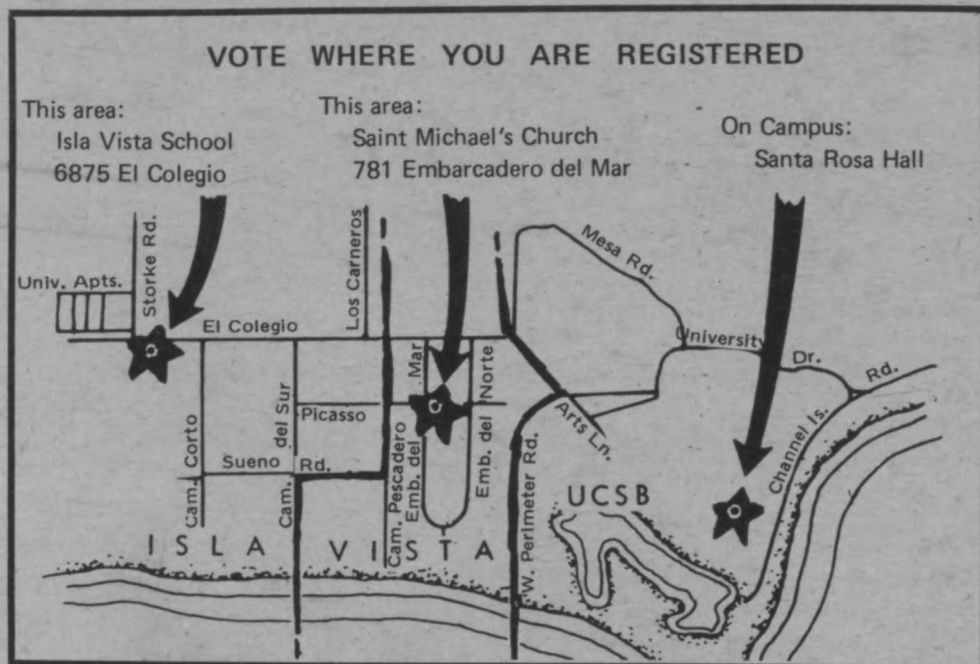 VOTE WHERE YOU ARE REGISTERED
This area:
Isla Vista School
6875 El Colegio
This area:
Saint Michael's Church
781 Embarcadero del Mar
On Campus:
Santa Rosa Hall
Univ. Apts.
Storke Rd.
El Colegio
Los Carneros
Mesa Rd.
University Dr.
Channel Is. Rd.
Arts Ln.
Cam. Corto
Cam. del Sur
Picasso
Sueno Rd.
Cam. Pescadero
Emb. del Mar
Emb. del Norte
W. Perimeter Rd.
UCSB
ISLA VISTA